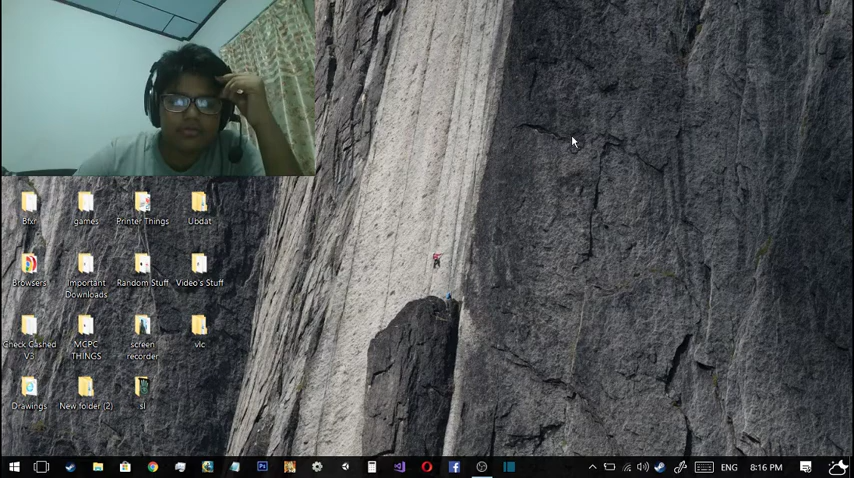 Bfxr
games
Printer Things
Ubdat
Browsers
Important
Downloads
Random Stuff
Video's Stuff
Check Cashed
V3
MCPC
THINGS
screen
recorder
vlc
Drawings
New folder (2)
sl
ENG
8:16 PM